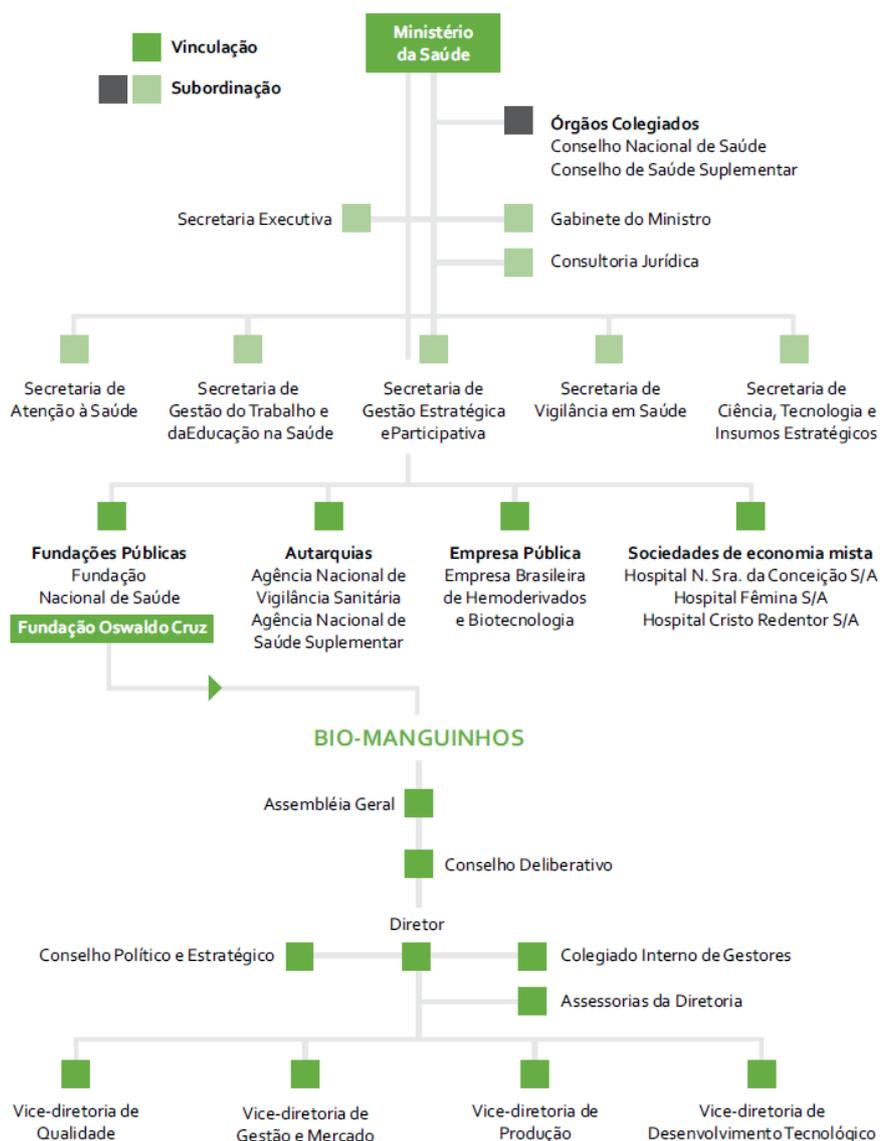 Ministério
da Saúde
Vinculação
Subordinação
Órgãos Colegiados
Conselho Nacional de Saúde
Conselho de Saúde Suplementar
Secretaria Executiva
Gabinete do Ministro
Consultoria Jurídica
Secretaria de
Atenção à Saúde
Secretaria de
Gestão do Trabalho e
daEducação na Saúde
Secretaria de
Gestão Estratégica
eParticipativa
Secretaria de
Vigilância em Saúde
Secretaria de
Ciência, Tecnologia e
Insumos Estratégicos
Fundações Públicas
Fundação
Nacional de Saúde
Fundação Oswaldo Cruz
Autarquias
Agência Nacional de
Vigilância Sanitária
Agência Nacional de
Saúde Suplementar
Empresa Pública
Empresa Brasileira
de Hemoderivados
e Biotecnologia
Sociedades de economia mista
Hospital N. Sra. da Conceição S/A
Hospital Fêmina S/A
Hospital Cristo Redentor S/A
BIO-MANGUINHOS
Assembléia Geral
Conselho Deliberativo
Diretor
Conselho Político e Estratégico
Colegiado Interno de Gestores
Assessorias da Diretoria
Vice-diretoria de
Qualidade
Vice-diretoria de
Gestão e Mercado
Vice-diretoria de
Produção
Vice-diretoria de
Desenvolvimento Tecnológico